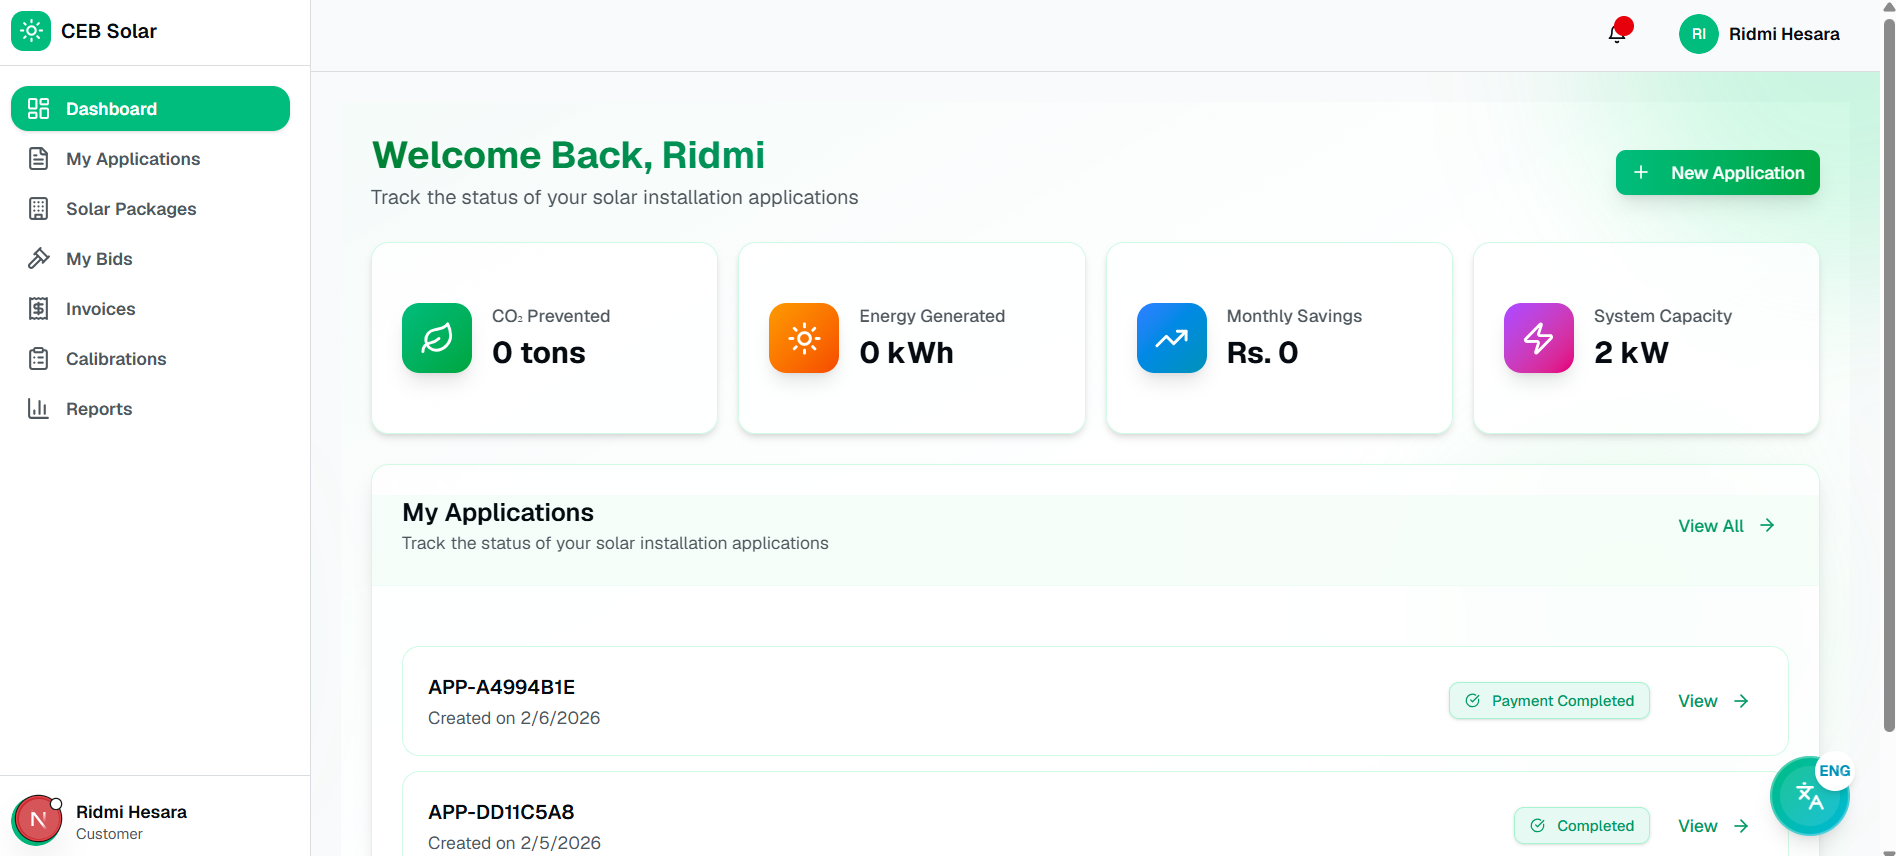 CEB Solar
RI
Ridmi Hesara
Dashboard
My Applications
Solar Packages
My Bids
Invoices
Calibrations
Reports
Welcome Back, Ridmi
Track the status of your solar installation applications
New Application
CO₂ Prevented
0 tons
Energy Generated
0 kWh
Monthly Savings
Rs. 0
System Capacity
2 kW
My Applications
Track the status of your solar installation applications
View All
APP-A4994B1E
Created on 2/6/2026
Payment Completed
View
APP-DD11C5A8
Created on 2/5/2026
Completed
View
ENG
文A
N
Ridmi Hesara
Customer